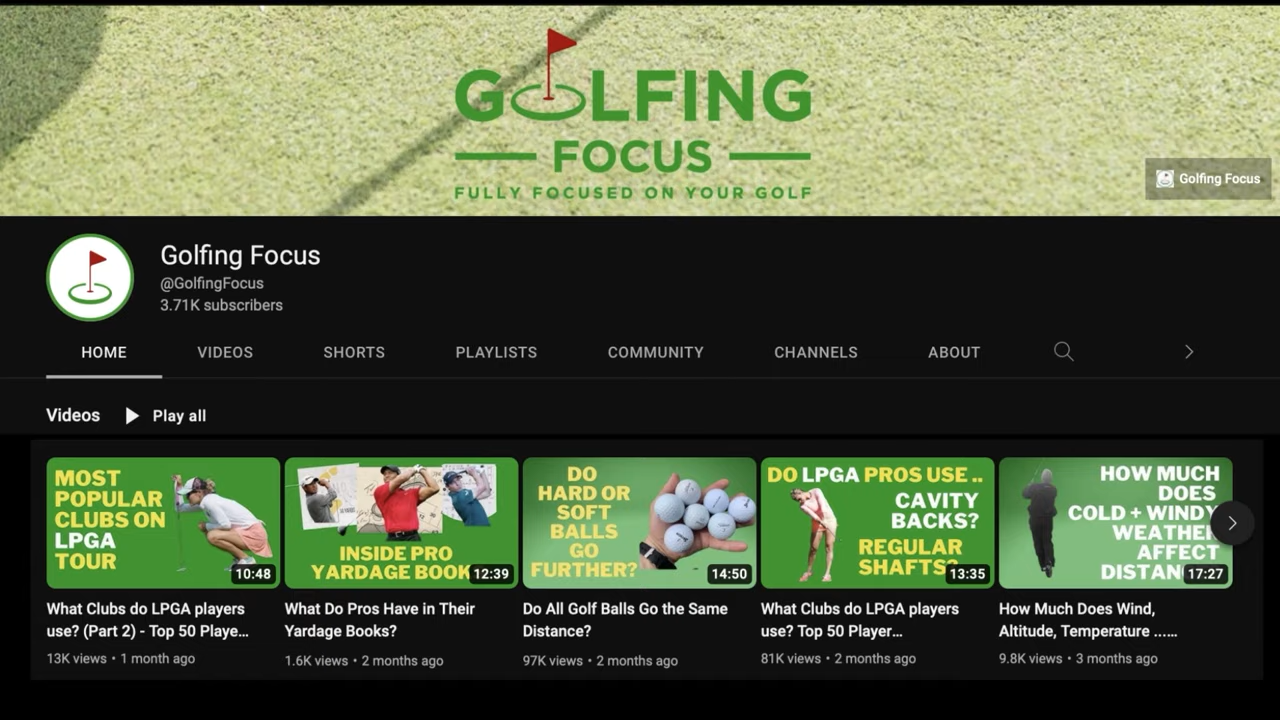 GOLFING
FOCUS
FULLY FOCUSED ON YOUR GOLF
Golfing Focus
Golfing Focus
@GolfingFocus
3.71K subscribers
HOME VIDEOS SHORTS PLAYLISTS COMMUNITY CHANNELS ABOUT
Videos Play all
MOST
POPULAR
CLUBS ON
LPGA
TOUR
10:48
INSIDE PRO
YARDAGE BOOK
12:39
DO
HARD OR
SOFT
BALLS
GO
FURTHER?
14:50
DO LPGA PROS USE ..
CAVITY
BACKS?
REGULAR
SHAFTS?
13:35
HOW MUCH
DOES
COLD + WINDY
WEATHER
AFFECT
DISTAN
17:27
What Clubs do LPGA players
use? (Part 2) - Top 50 Playe...
13K views • 1 month ago
What Do Pros Have in Their
Yardage Books?
1.6K views • 2 months ago
Do All Golf Balls Go the Same
Distance?
97K views • 2 months ago
What Clubs do LPGA players
use? Top 50 Player...
81K views • 2 months ago
How Much Does Wind,
Altitude, Temperature ......
9.8K views • 3 months ago